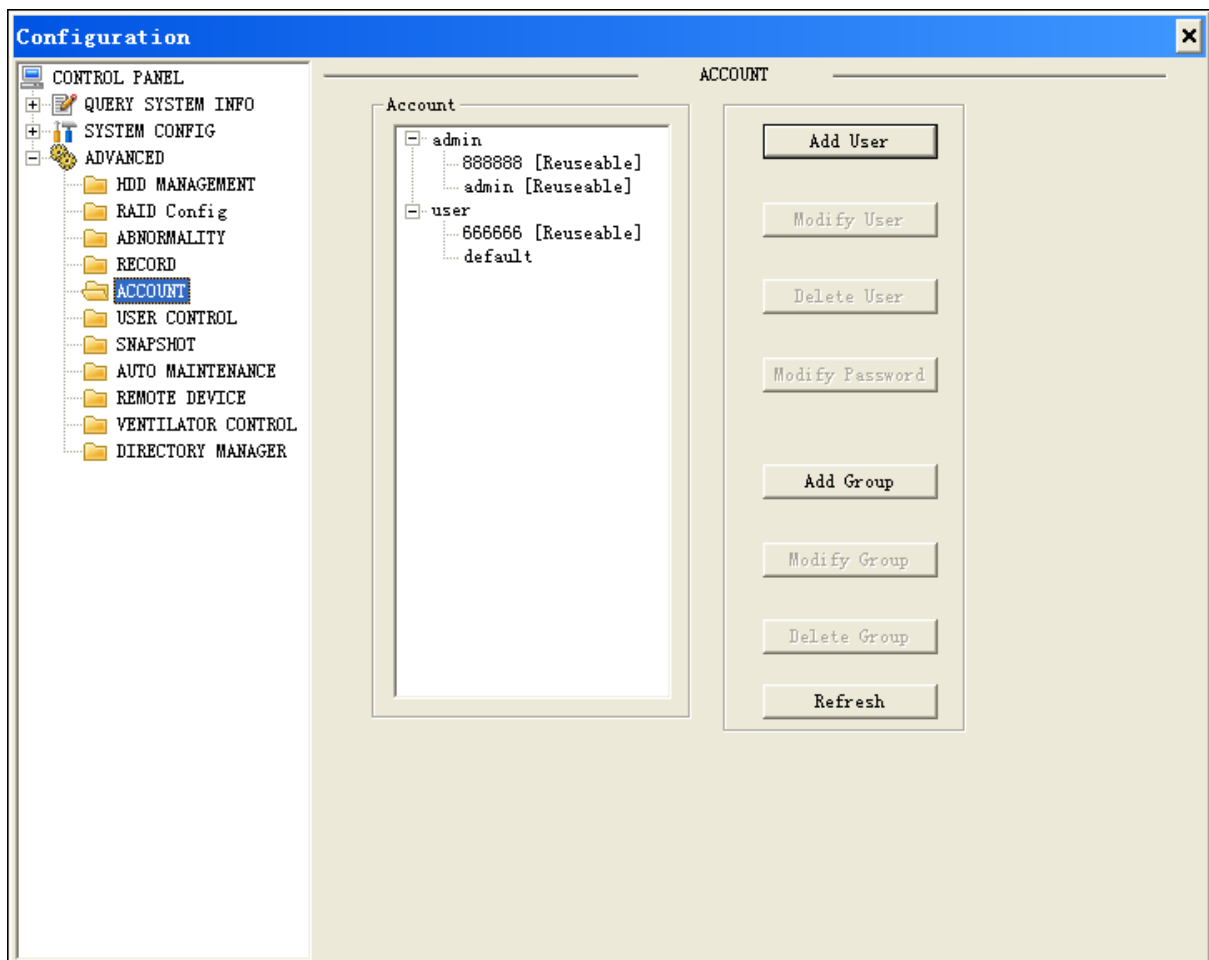 Configuration
CONTROL PANEL
QUERY SYSTEM INFO
SYSTEM CONFIG
ADVANCED
HDD MANAGEMENT
RAID Config
ABNORMALITY
RECORD
ACCOUNT
USER CONTROL
SNAPSHOT
AUTO MAINTENANCE
REMOTE DEVICE
VENTILATOR CONTROL
DIRECTORY MANAGER
ACCOUNT
Account
admin
888888 [Reuseable]
admin [Reuseable]
user
666666 [Reuseable]
default
Add User
Modify User
Delete User
Modify Password
Add Group
Modify Group
Delete Group
Refresh